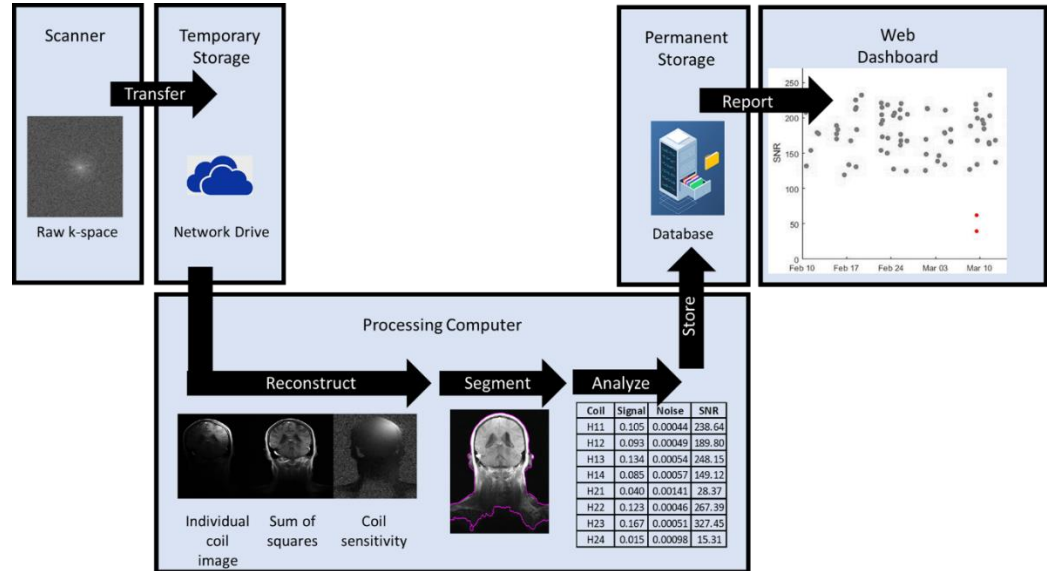 Scanner
Transfer
Raw k-space
Temporary
Storage
Network Drive
Permanent
Storage
Report
Database
Web
Dashboard
SNR
250
200
150
100
50
0
Feb 10
Feb 17
Feb 24
Mar 03
Mar 10
Store
Processing Computer
Reconstruct
Segment
Analyze
Individual
coil
image
Sum of
squares
Coil
sensitivity
Coil Signal Noise SNR
H11 0.105 0.00044 238.64
H12 0.093 0.00049 189.80
H13 0.134 0.00054 248.15
H14 0.085 0.00057 149.12
H21 0.040 0.00141 28.37
H22 0.123 0.00046 267.39
H23 0.167 0.00051 327.45
H24 0.015 0.00098 15.31